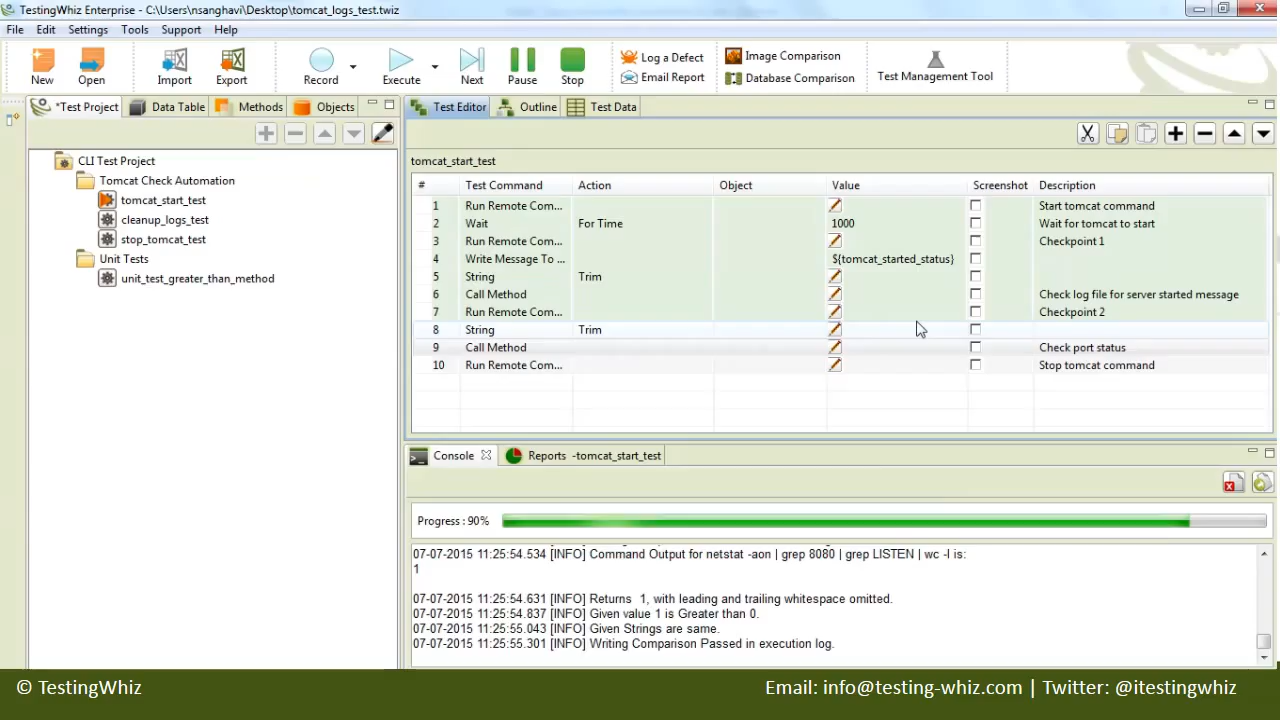 TestingWhiz Enterprise - C:\Users\nsanghavi\Desktop\tomcat_logs_test.twiz
File Edit Settings Tools Support Help
New Open Import Export Record Execute Next Pause Stop
Log a Defect
Email Report
Image Comparison
Database Comparison
Test Management Tool
*Test Project Data Table Methods Objects
CLI Test Project
Tomcat Check Automation
tomcat_start_test
cleanup_logs_test
stop_tomcat_test
Unit Tests
unit_test_greater_than_method
Test Editor Outline Test Data
tomcat_start_test
# Test Command Action Object Value Screenshot Description
1 Run Remote Com... Start tomcat command
2 Wait For Time 1000 Wait for tomcat to start
3 Run Remote Com... Checkpoint 1
4 Write Message To ... ${tomcat_started_status}
5 String Trim
6 Call Method Check log file for server started message
7 Run Remote Com... Checkpoint 2
8 String Trim
9 Call Method Check port status
10 Run Remote Com... Stop tomcat command
Console Reports -tomcat_start_test
Progress : 90%
07-07-2015 11:25:54.534 [INFO] Command Output for netstat -aon | grep 8080 | grep LISTEN | wc -l is:
1
07-07-2015 11:25:54.631 [INFO] Returns 1, with leading and trailing whitespace omitted.
07-07-2015 11:25:54.837 [INFO] Given value 1 is Greater than 0.
07-07-2015 11:25:55.043 [INFO] Given Strings are same.
07-07-2015 11:25:55.301 [INFO] Writing Comparison Passed in execution log.
© TestingWhiz
Email: info@testing-whiz.com | Twitter: @itestingwhiz